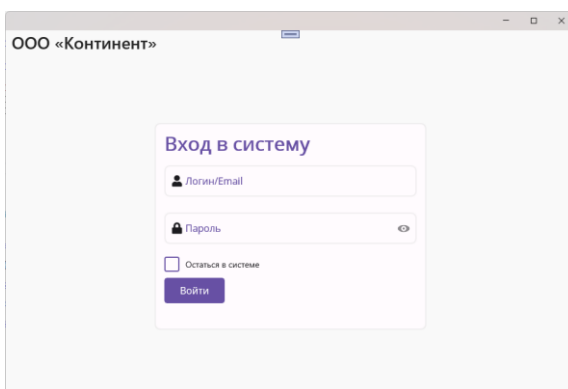 ООО «Континент»
Вход в систему
Логин/Email
Пароль
Остаться в системе
Войти